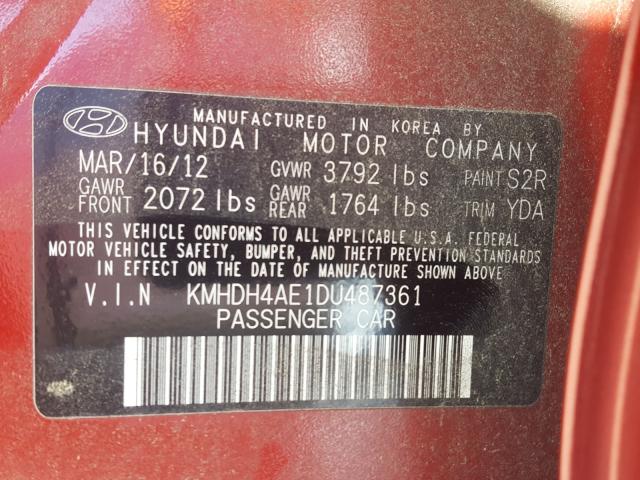 MANUFACTURED IN KOREA BY
HYUNDAI MOTOR COMPANY
MAR/16/12 GVWR 3792 lbs PAINT S2R
GAWR FRONT 2072 lbs GAWR REAR 1764 lbs TRIM YDA
THIS VEHICLE CONFORMS TO ALL APPLICABLE U.S.A. FEDERAL
MOTOR VEHICLE SAFETY, BUMPER, AND THEFT PREVENTION STANDARDS
IN EFFECT ON THE DATE OF MANUFACTURE SHOWN ABOVE.
V.I.N KMHDH4AE1DU487361
PASSENGER CAR